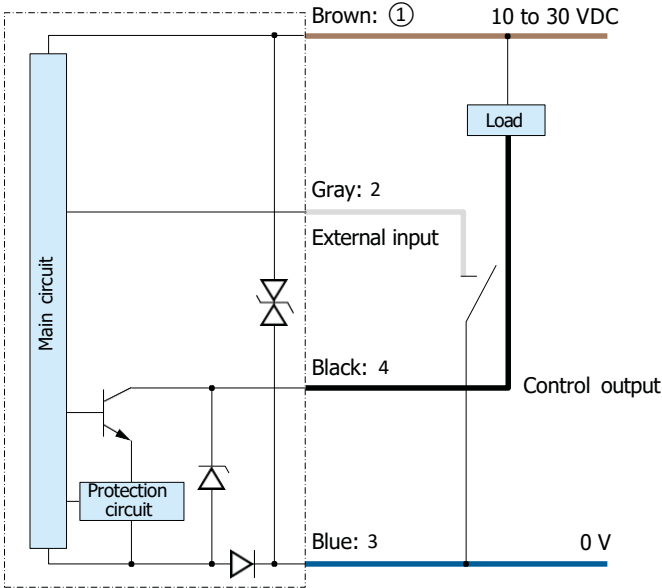 Brown: ① 10 to 30 VDC
Load
Gray: 2
External input
Main circuit
Black: 4
Control output
Protection
circuit
Blue: 3 0 V